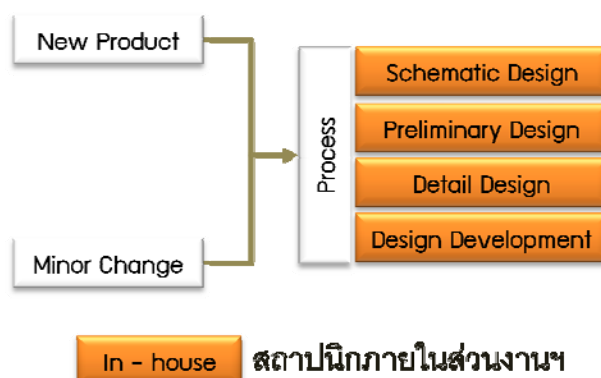 New Product
Minor Change
Process
Schematic Design
Preliminary Design
Detail Design
Design Development
In - house สถาปนิกภายในส่วนงานฯ